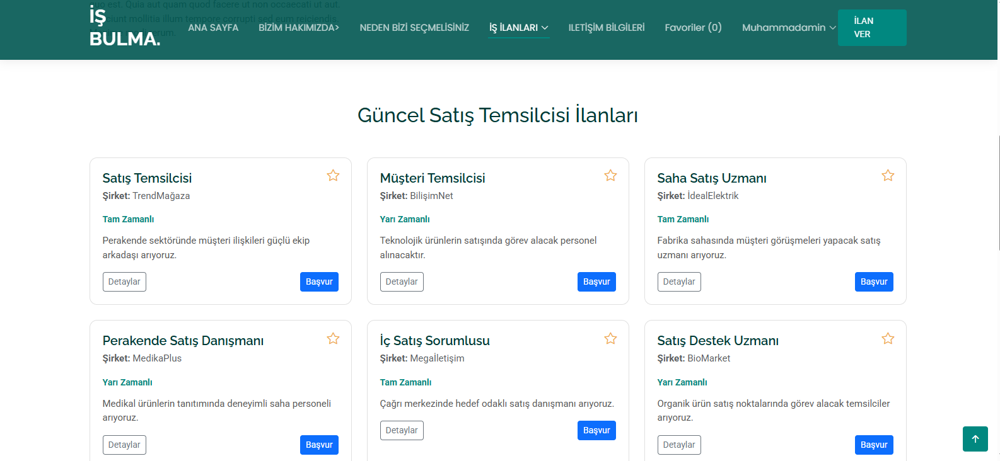 quo est. Quia aut quam quod facere ut non occaecati ut aut.
mollitia illum tempore corrupti sed eum reiciendis.
İŞ
BULMA.
ANA SAYFA
BİZİM HAKIMIZDA>
NEDEN BİZİ SEÇMELİSİNİZ
İŞ İLANLARI
ILETİŞİM BİLGİLERİ
Favoriler (0)
Muhammadamin
İLAN
VER
Güncel Satış Temsilcisi İlanları
Satış Temsilcisi
Şirket: TrendMağaza
Tam Zamanlı
Perakende sektöründe müşteri ilişkileri güçlü ekip
arkadaşı arıyoruz.
Detaylar
Başvur
Müşteri Temsilcisi
Şirket: BilişimNet
Yarı Zamanlı
Teknolojik ürünlerin satışında görev alacak personel
alınacaktır.
Detaylar
Başvur
Saha Satış Uzmanı
Şirket: İdealElektrik
Tam Zamanlı
Fabrika sahasında müşteri görüşmeleri yapacak satış
uzmanı arıyoruz.
Detaylar
Başvur
Perakende Satış Danışmanı
Şirket: MedikaPlus
Yarı Zamanlı
Medikal ürünlerin tanıtımında deneyimli saha personeli
arıyoruz.
Detaylar
Başvur
İç Satış Sorumlusu
Şirket: Megaİletişim
Tam Zamanlı
Çağrı merkezinde hedef odaklı satış danışmanı arıyoruz.
Detaylar
Başvur
Satış Destek Uzmanı
Şirket: BioMarket
Yarı Zamanlı
Organik ürün satış noktalarında görev alacak temsilciler
arıyoruz.
Detaylar
Başvur